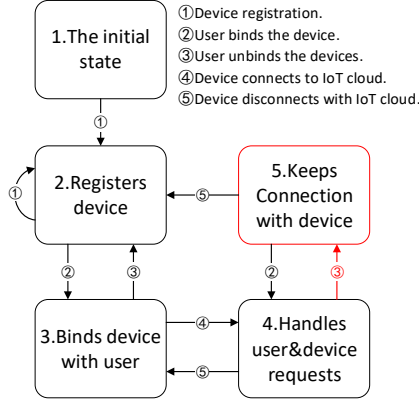 1.The initial
state
①Device registration.
②User binds the device.
③User unbinds the devices.
④Device connects to IoT cloud.
⑤Device disconnects with IoT cloud.
①
①
2.Registers
device
⑤
5.Keeps
Connection
with device
②
③
②
③
3.Binds device
with user
④
⑤
4.Handles
user&device
requests